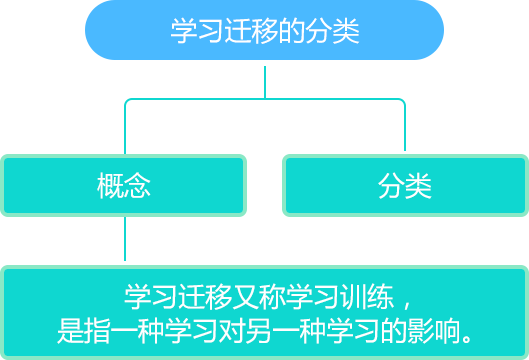 学习迁移的分类
概念
分类
学习迁移又称学习训练，
是指一种学习对另一种学习的影响。